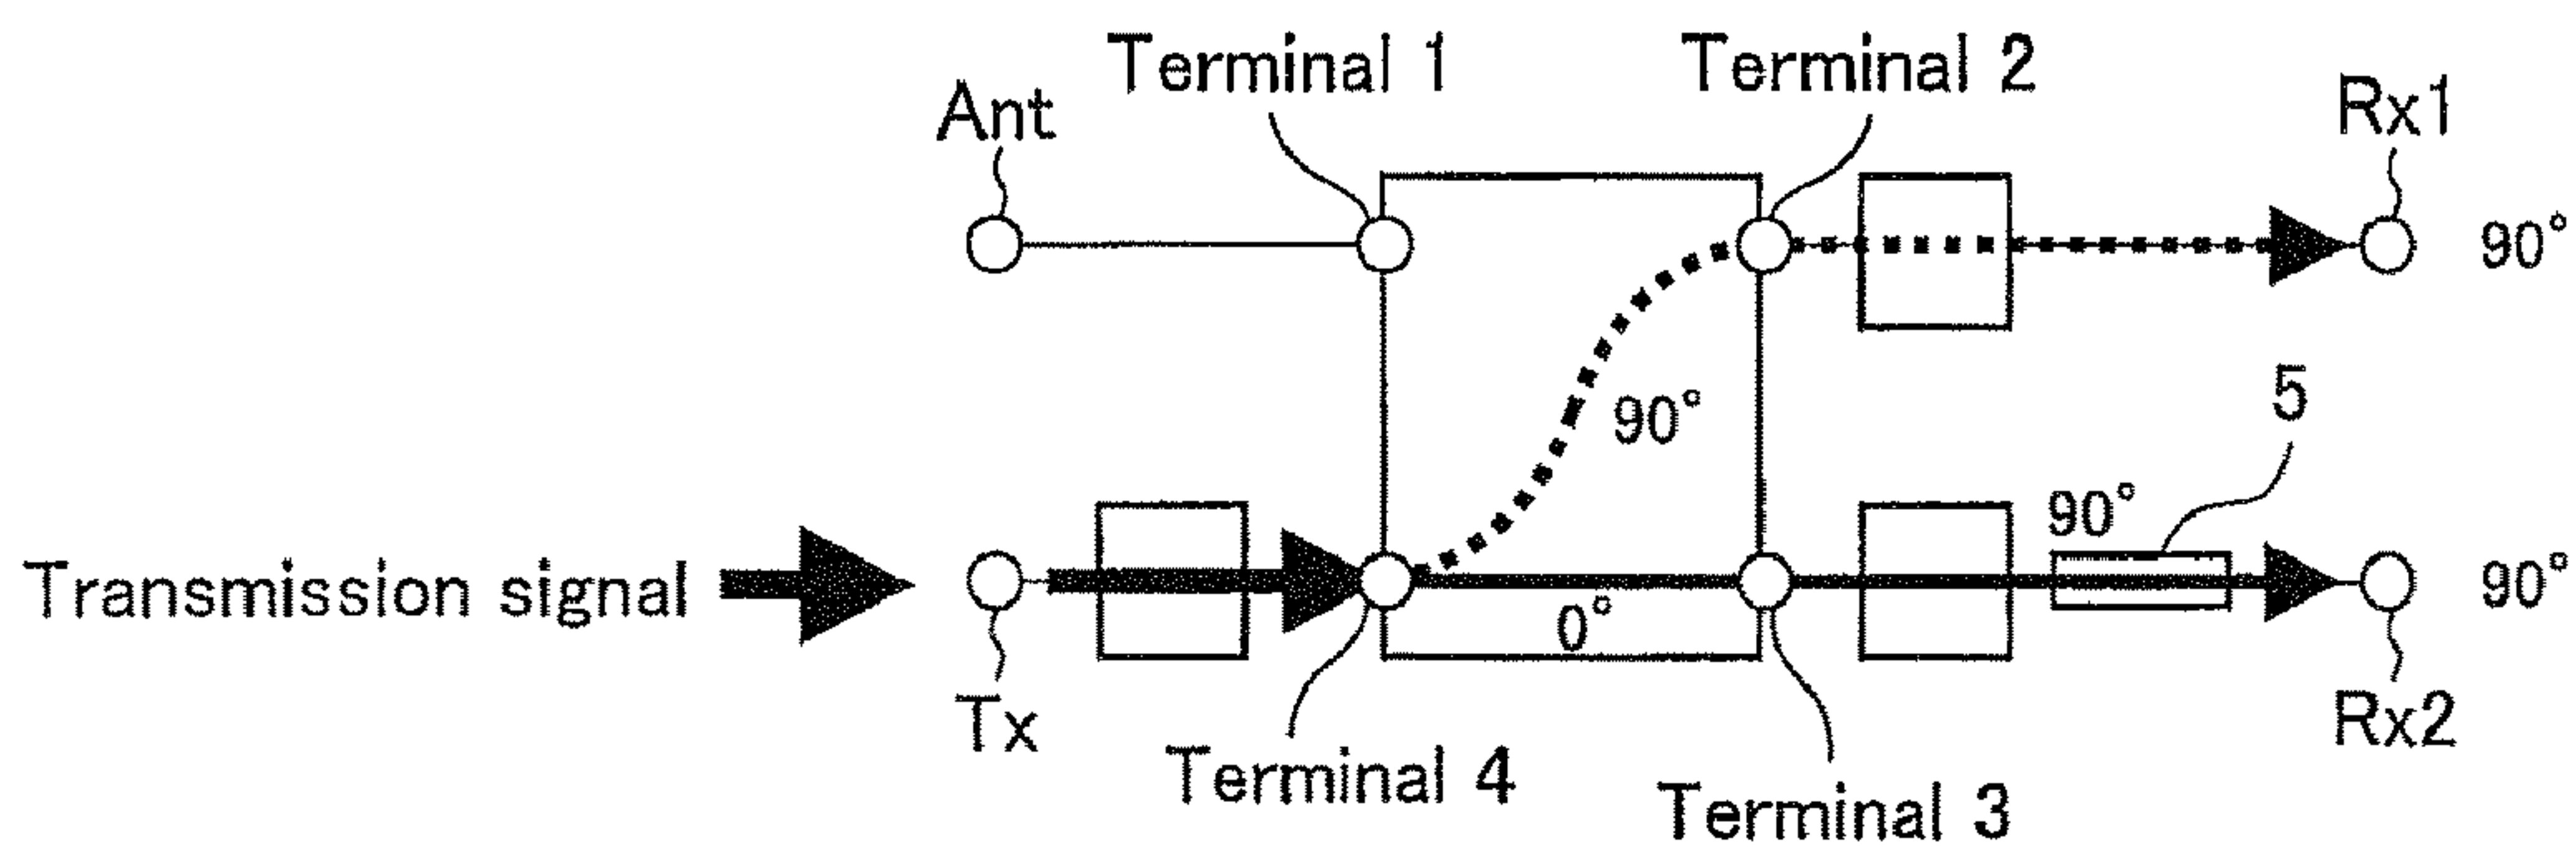 Terminal 1
Terminal 2
Ant
Rx1
90°
5
90°
90°
Transmission signal
0°
90°
Tx
Terminal 4
Terminal 3
Rx2